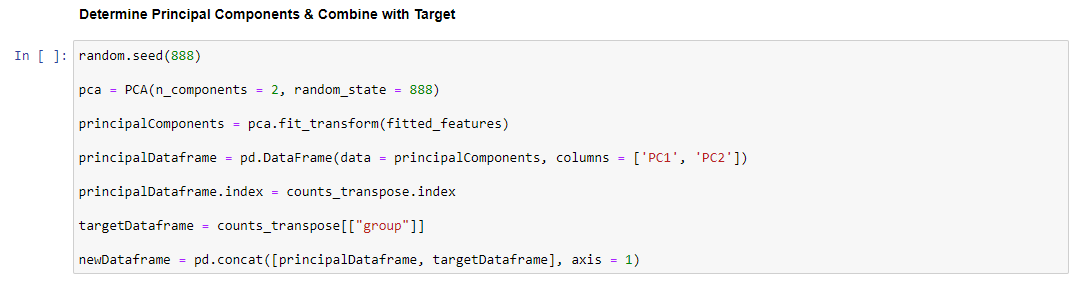 Determine Principal Components & Combine with Target
In [ ]: random.seed(888)
pca = PCA(n_components = 2, random_state = 888)
principalComponents = pca.fit_transform(fitted_features)
principalDataframe = pd.DataFrame(data = principalComponents, columns = ['PC1', 'PC2'])
principalDataframe.index = counts_transpose.index
targetDataframe = counts_transpose[["group"]]
newDataframe = pd.concat([principalDataframe, targetDataframe], axis = 1)